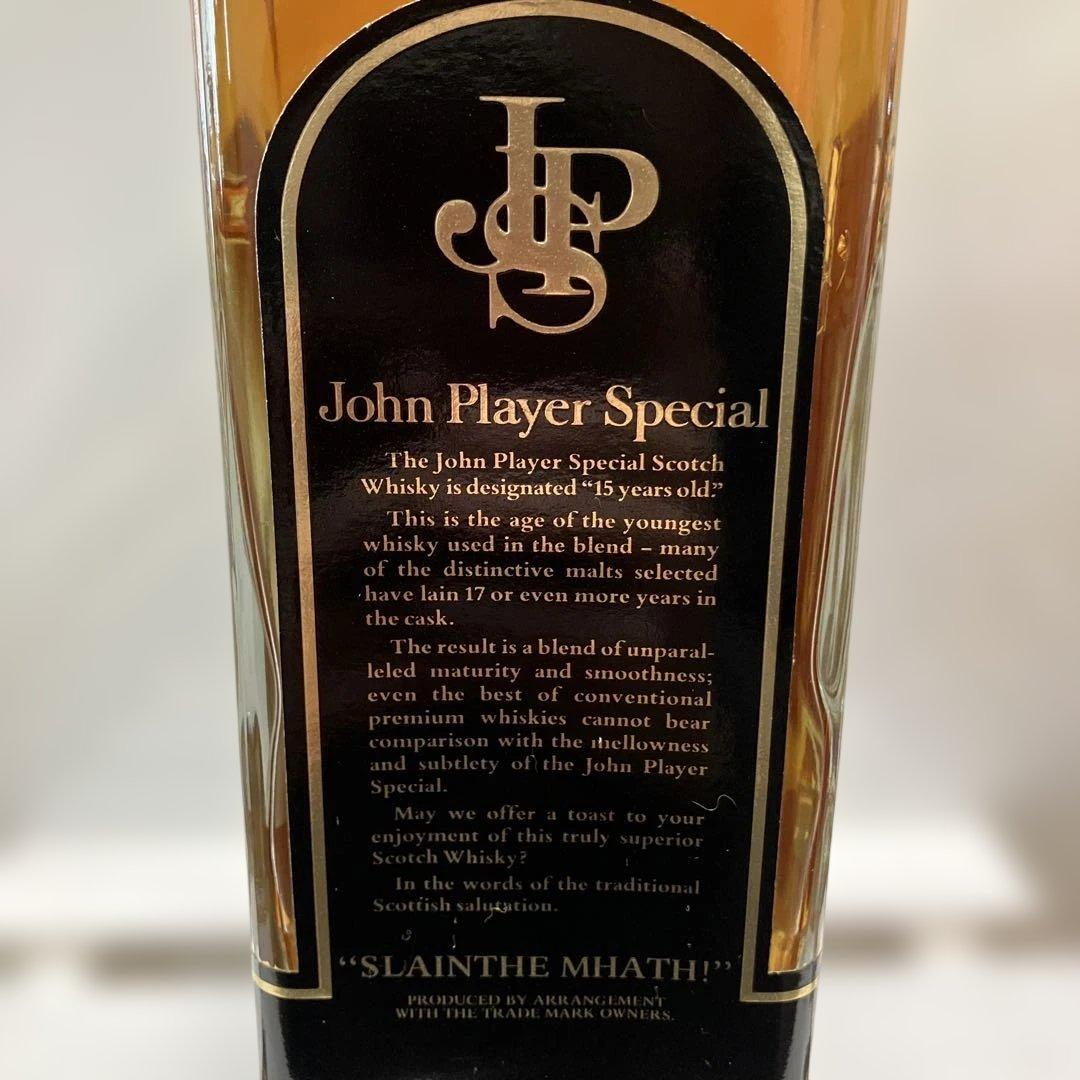 JPS
John Player Special
The John Player Special Scotch
Whisky is designated “15 years old.”
This is the age of the youngest
whisky used in the blend – many
of the distinctive malts selected
have lain 17 or even more years in
the cask.
The result is a blend of unparal-
leled maturity and smoothness;
even the best of conventional
premium whiskies cannot bear
comparison with the mellowness
and subtlety of the John Player
Special.
May we offer a toast to your
enjoyment of this truly superior
Scotch Whisky?
In the words of the traditional
Scottish salutation.
“SLAINTHE MHATH!”
PRODUCED BY ARRANGEMENT
WITH THE TRADE MARK OWNERS.